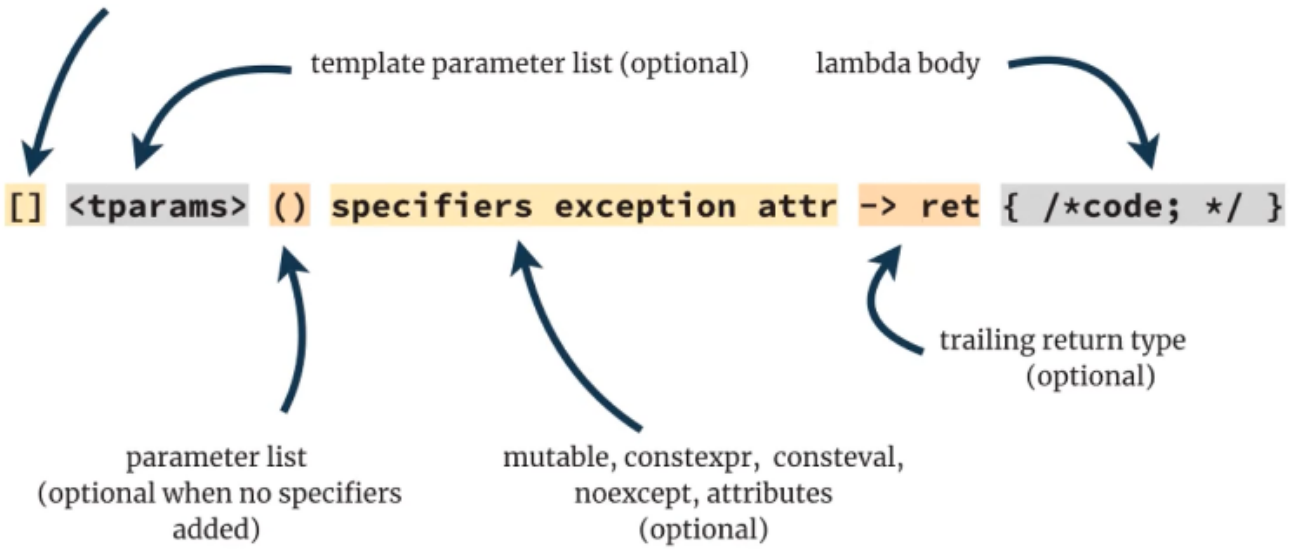 template parameter list (optional)
lambda body
[] <tparams> () specifiers exception attr -> ret { /*code; */ }
trailing return type
(optional)
parameter list
(optional when no specifiers
added)
mutable, constexpr, consteval,
noexcept, attributes
(optional)